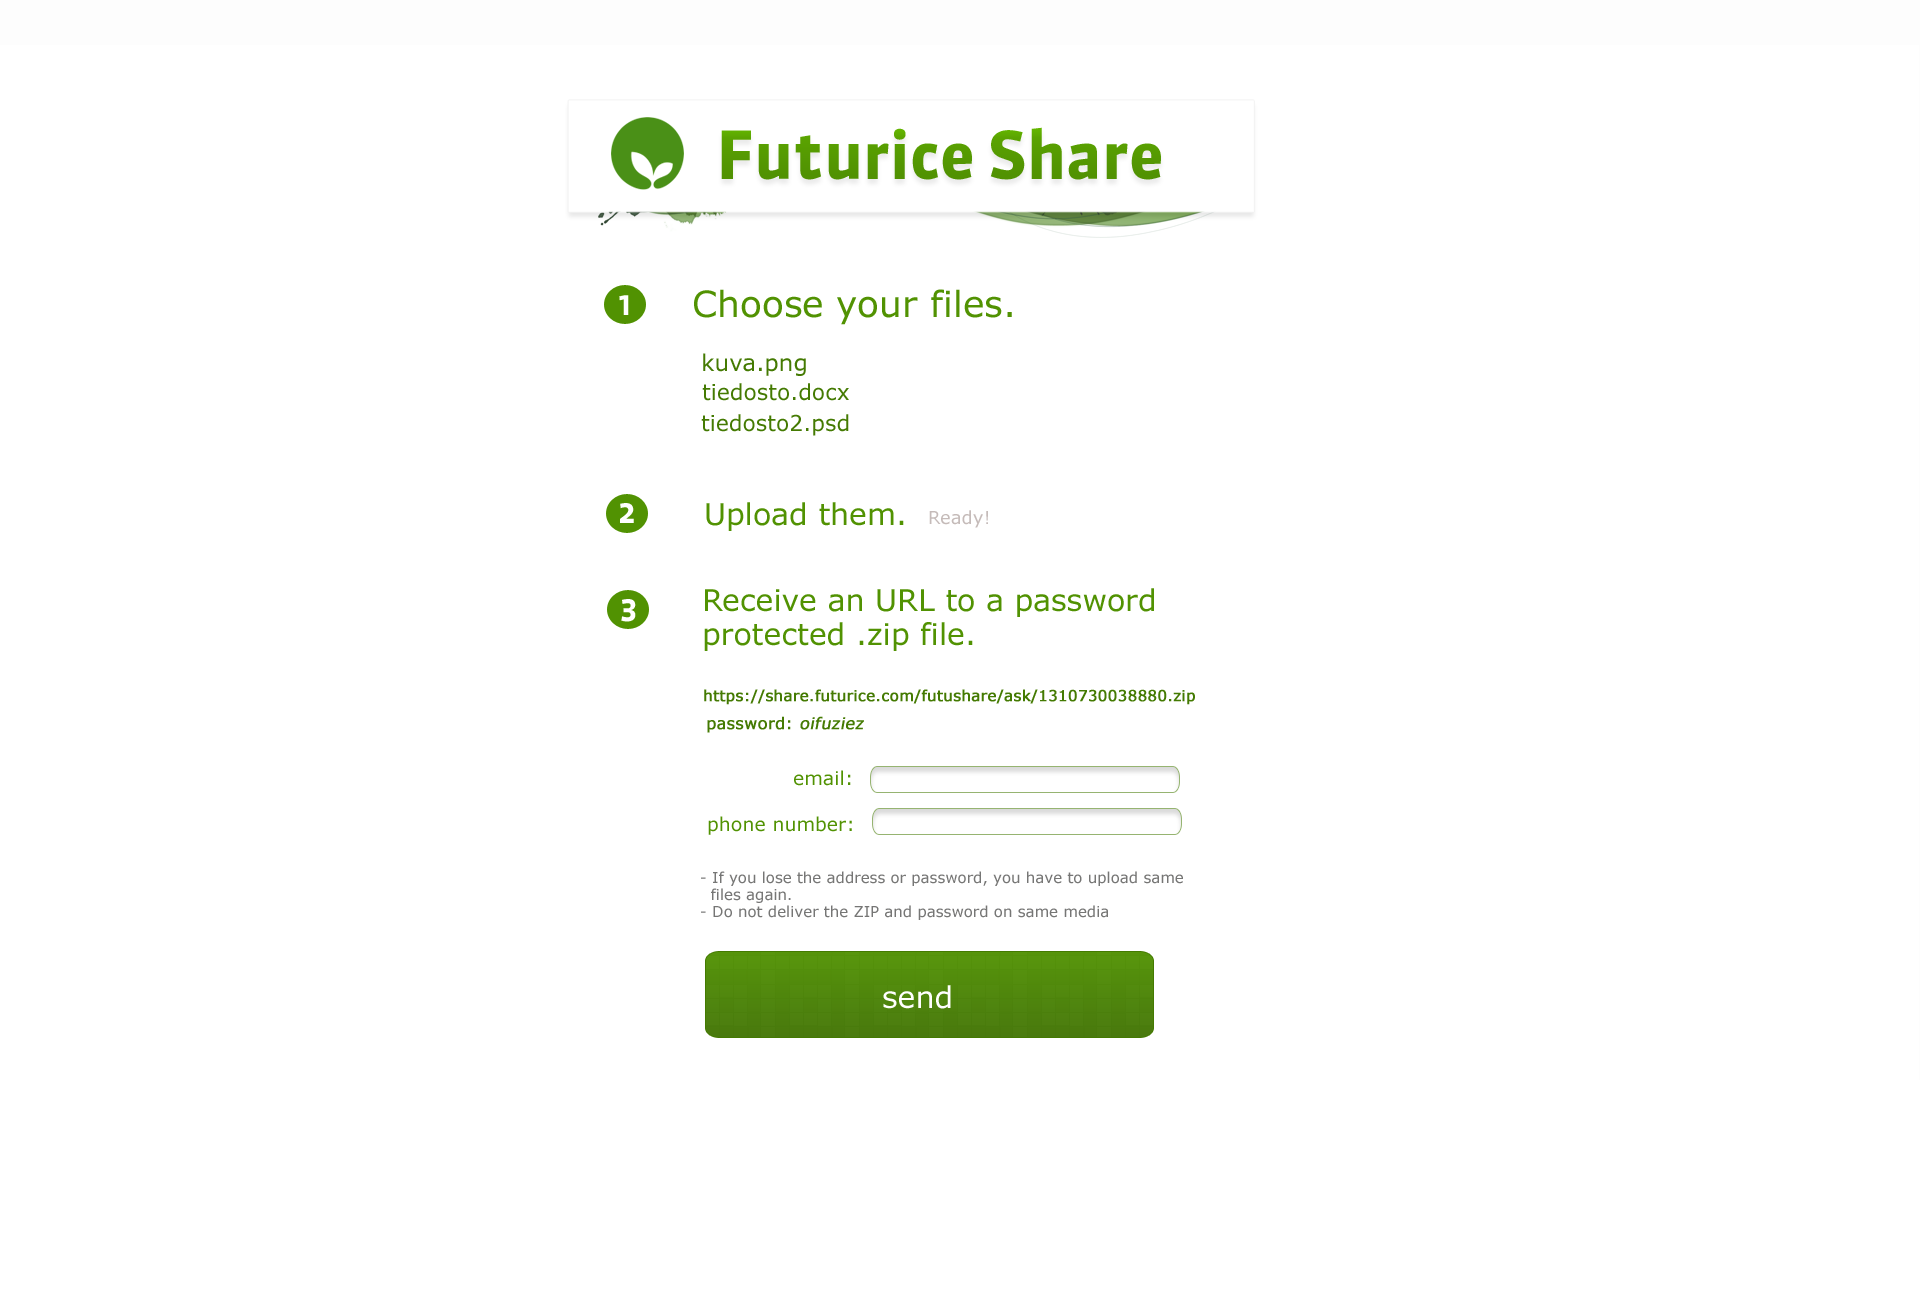 Futurice Share
1 Choose your files.
kuva.png
tiedosto.docx
tiedosto2.psd
2 Upload them. Ready!
3 Receive an URL to a password
protected .zip file.
https://share.futurice.com/futushare/ask/1310730038880.zip
password: oifuziez
email:
phone number:
- If you lose the address or password, you have to upload same
files again.
- Do not deliver the ZIP and password on same media
send